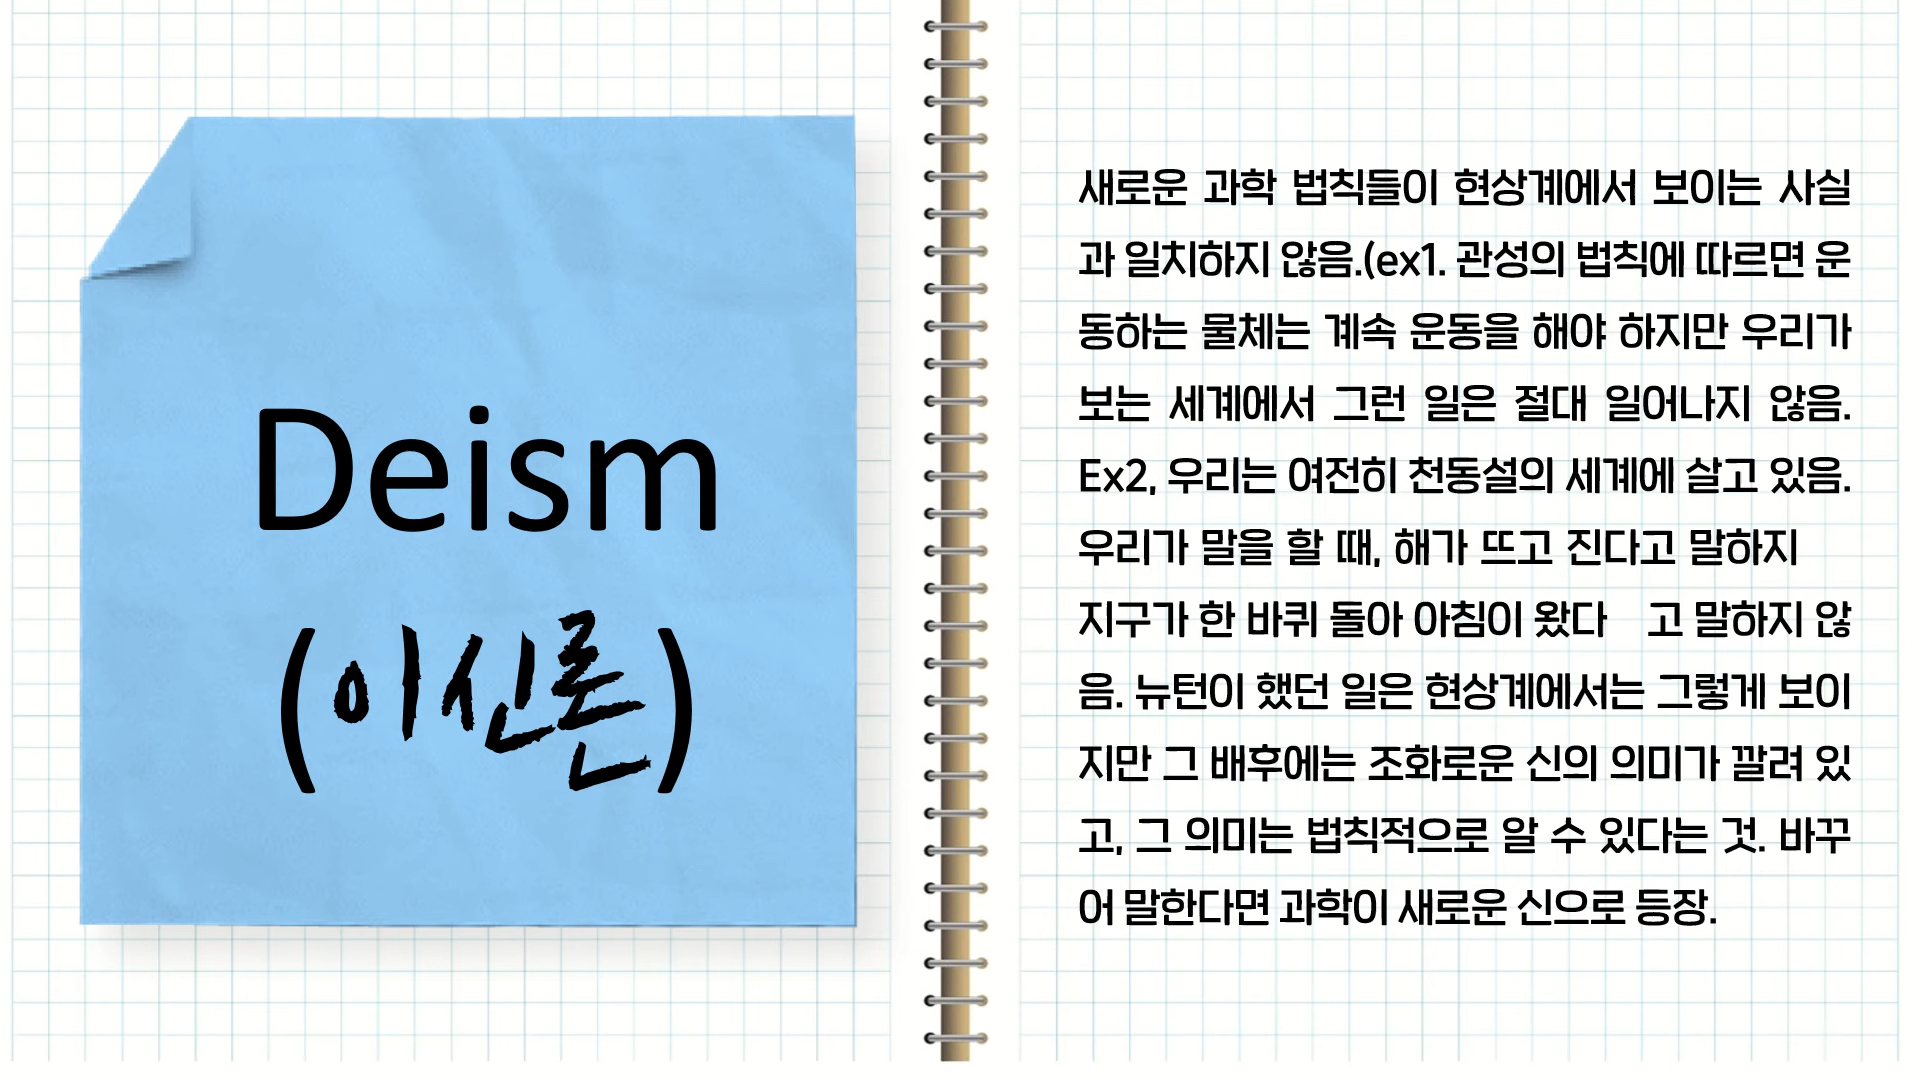 Deism
(이신론)
새로운 과학 법칙들이 현상계에서 보이는 사실
과 일치하지 않음.(ex1. 관성의 법칙에 따르면 운
동하는 물체는 계속 운동을 해야 하지만 우리가
보는 세계에서 그런 일은 절대 일어나지 않음.
Ex2, 우리는 여전히 천동설의 세계에 살고 있음.
우리가 말을 할 때, 해가 뜨고 진다고 말하지
지구가 한 바퀴 돌아 아침이 왔다 고 말하지 않
음. 뉴턴이 했던 일은 현상계에서는 그렇게 보이
지만 그 배후에는 조화로운 신의 의미가 깔려 있
고, 그 의미는 법칙적으로 알 수 있다는 것. 바꾸
어 말한다면 과학이 새로운 신으로 등장.